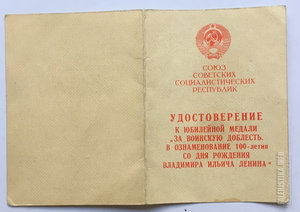 СОЮЗ
СОВЕТСКИХ
СОЦИАЛИСТИЧЕСКИХ
РЕСПУБЛИК
УДОСТОВЕРЕНИЕ
К ЮБИЛЕЙНОЙ МЕДАЛИ
„ЗА ВОИНСКУЮ ДОБЛЕСТЬ.
В ОЗНАМЕНОВАНИЕ 100-летия
СО ДНЯ РОЖДЕНИЯ
ВЛАДИМИРА ИЛЬИЧА ЛЕНИНА“